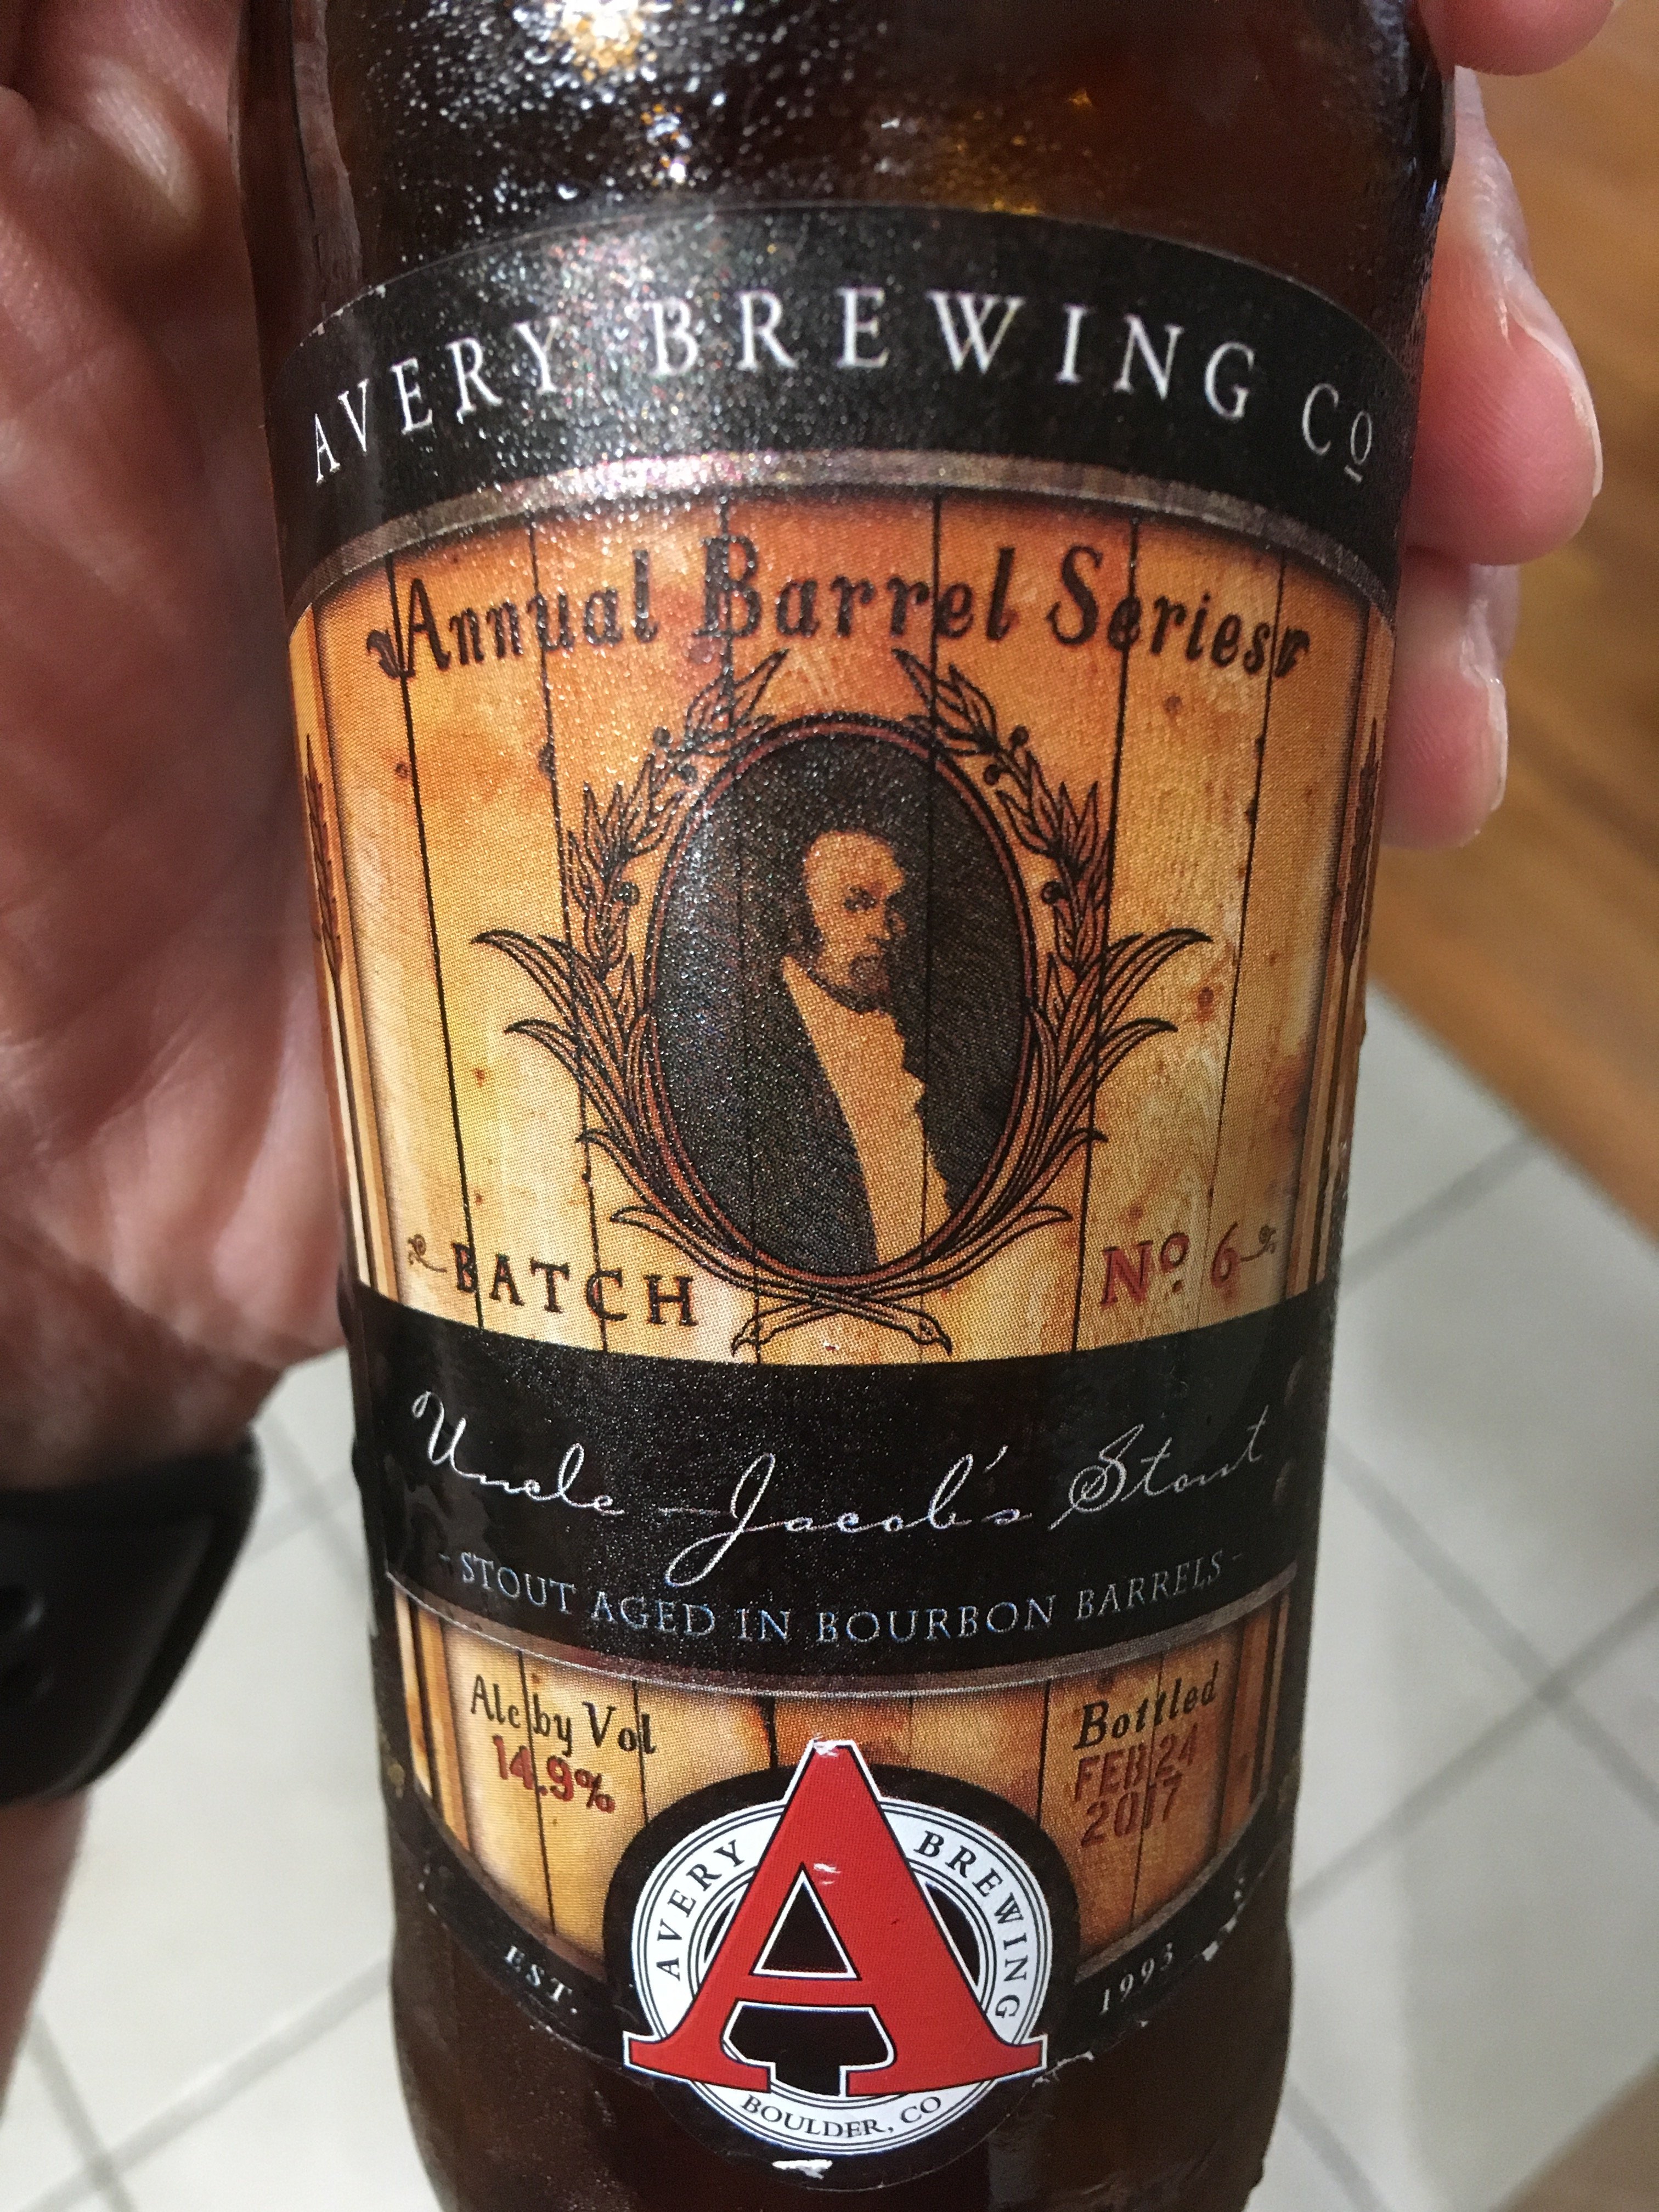 AVERY BREWING Cº
Annual Barrel Series
BATCH Nº 6
Uncle Jacob's Stout
- STOUT AGED IN BOURBON BARRELS -
Alc by Vol
14.9%
Bottled
FEB 24
2017
AVERY BREWING
A
BOULDER, CO
EST. 1993